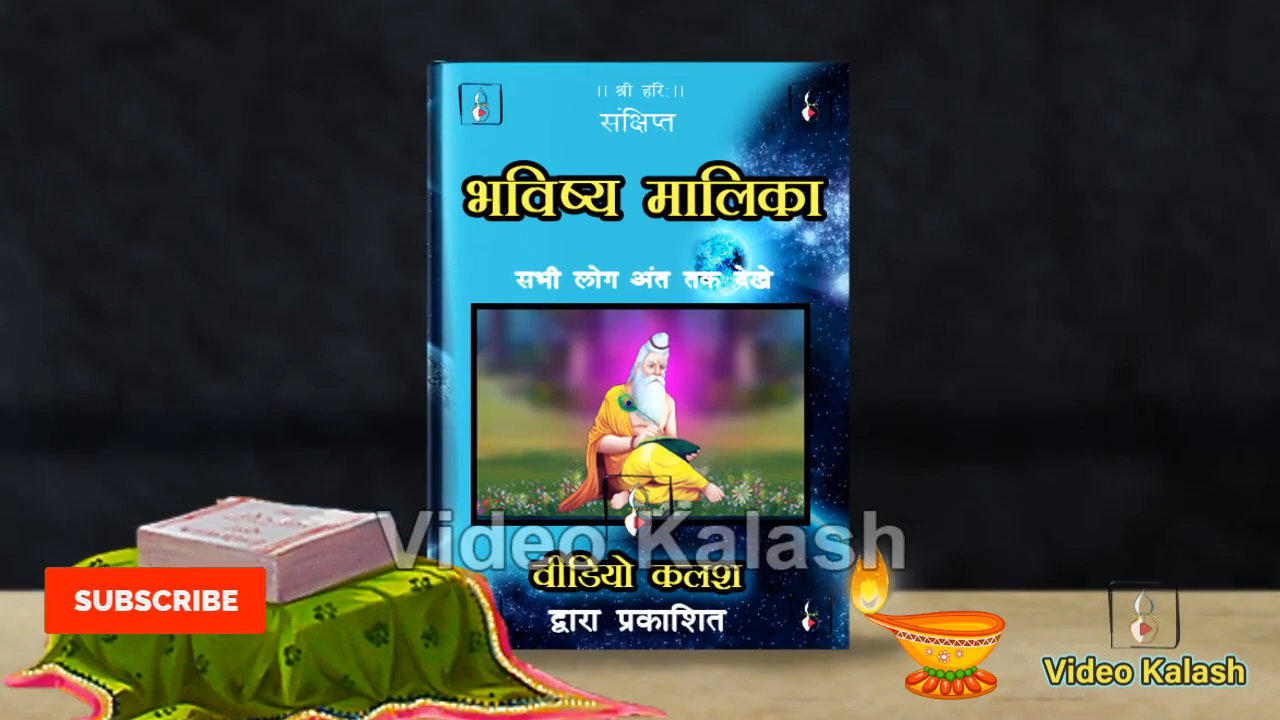 ।। श्री हरि: ।।
संक्षिप्त
भविष्य मालिका
सभी लोग अंत तक देखे
Video Kalash
वीडियो कलश
द्वारा प्रकाशित
SUBSCRIBE
Video Kalash